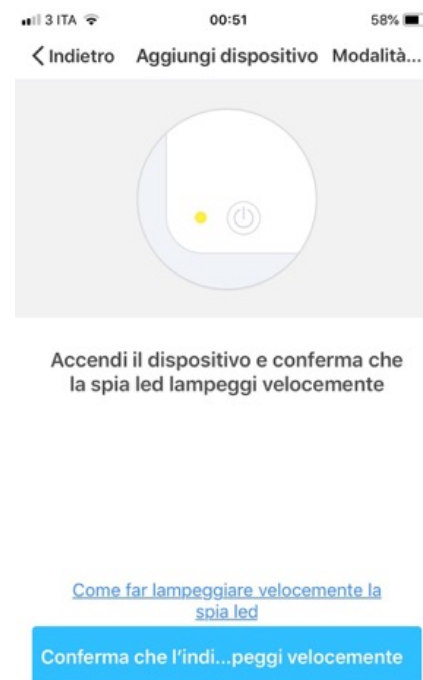 3 ITA 00:51 58%
Indietro Aggiungi dispositivo Modalità...
Accendi il dispositivo e conferma che
la spia led lampeggi velocemente
Come far lampeggiare velocemente la
spia led
Conferma che l'indi...peggi velocemente